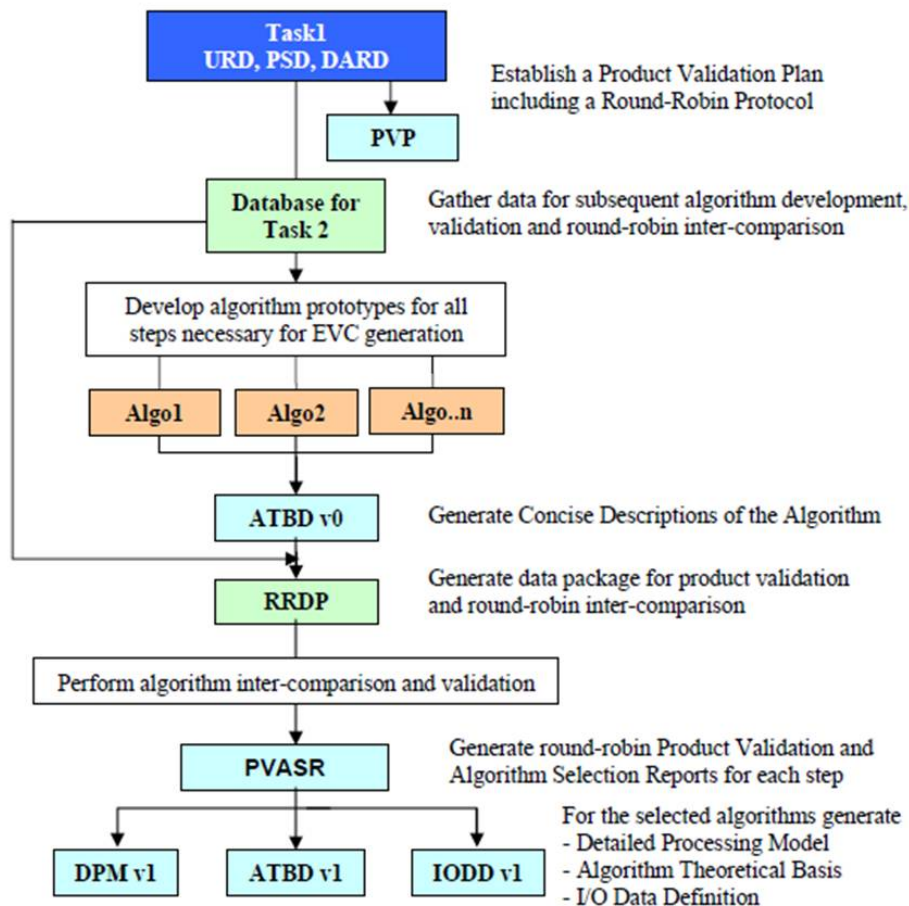 Task1
URD, PSD, DARD
Establish a Product Validation Plan
including a Round-Robin Protocol
PVP
Database for
Task 2
Gather data for subsequent algorithm development,
validation and round-robin inter-comparison
Develop algorithm prototypes for all
steps necessary for EVC generation
Algo1
Algo2
Algo..n
ATBD v0
Generate Concise Descriptions of the Algorithm
RRDP
Generate data package for product validation
and round-robin inter-comparison
Perform algorithm inter-comparison and validation
PVASR
Generate round-robin Product Validation and
Algorithm Selection Reports for each step
For the selected algorithms generate
- Detailed Processing Model
- Algorithm Theoretical Basis
- I/O Data Definition
DPM v1
ATBD v1
IODD v1